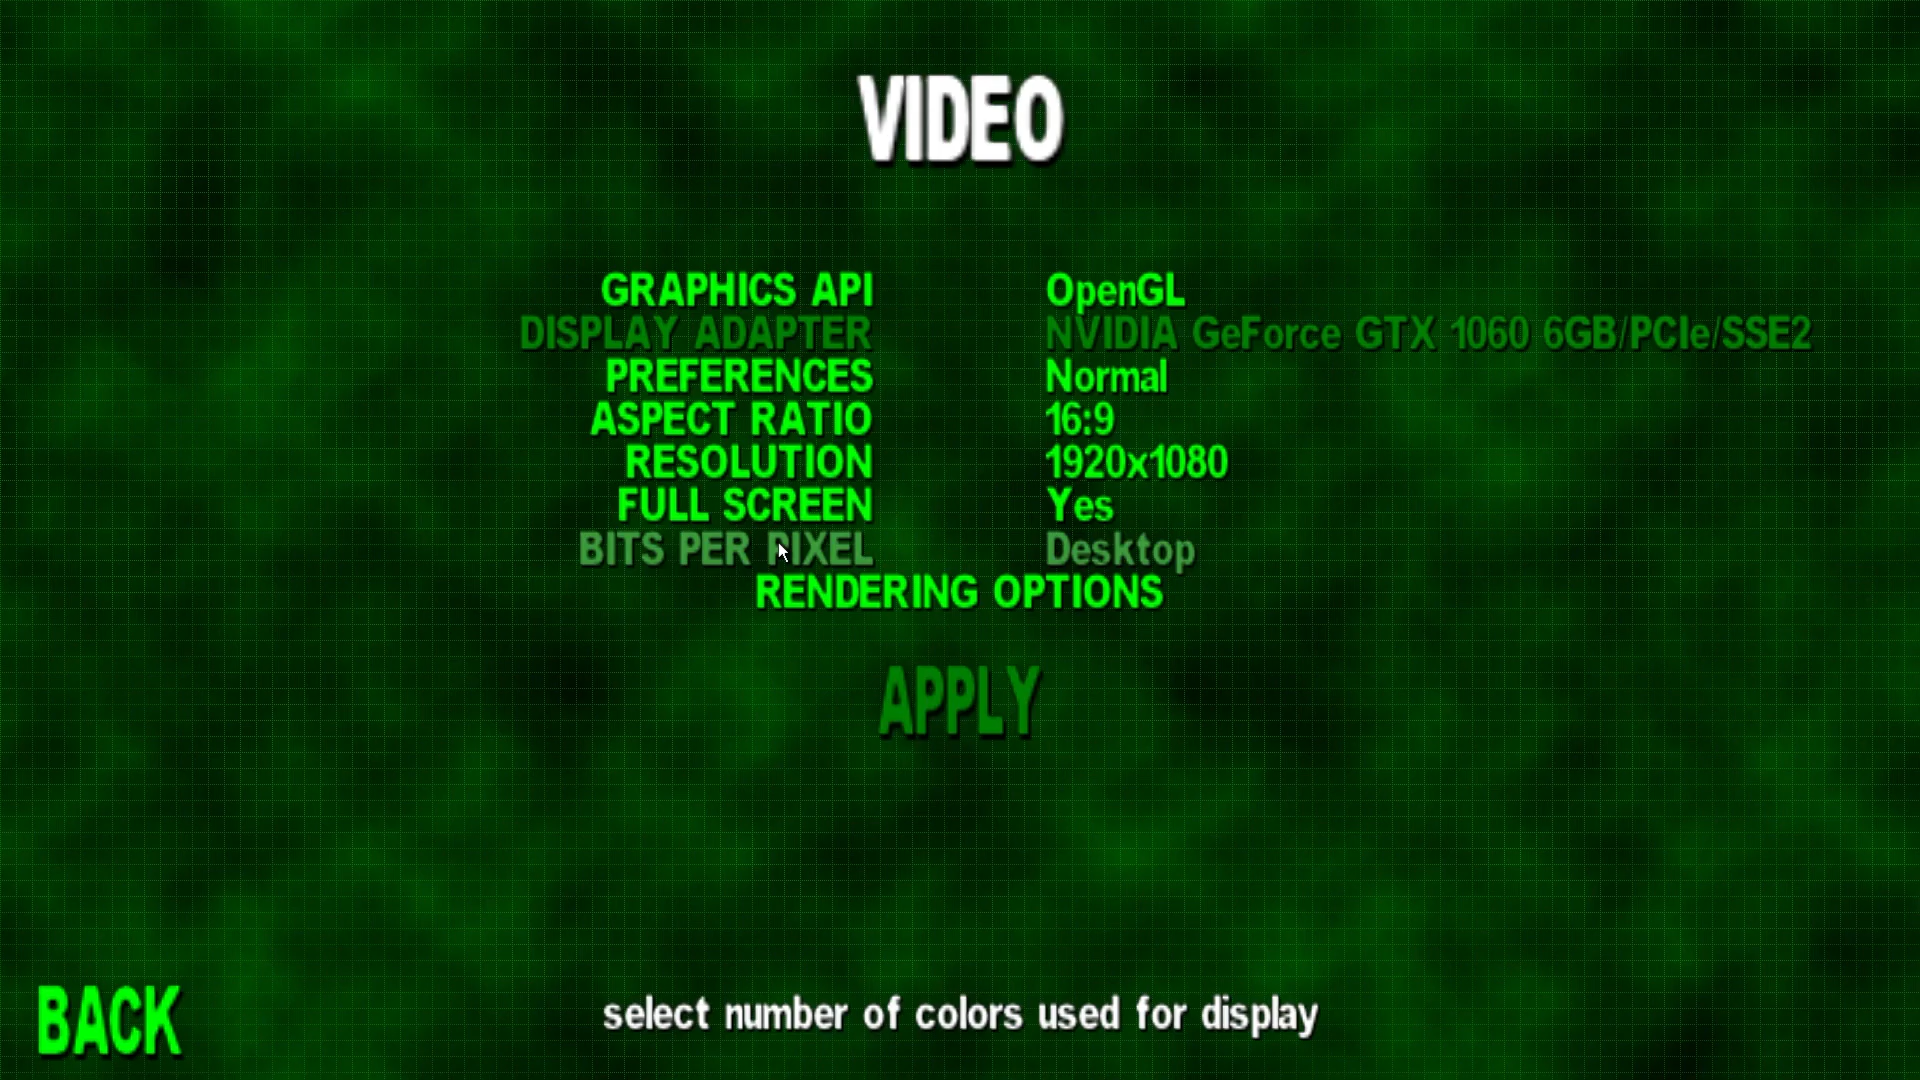 VIDEO
GRAPHICS API OpenGL
DISPLAY ADAPTER NVIDIA GeForce GTX 1060 6GB/PCIe/SSE2
PREFERENCES Normal
ASPECT RATIO 16:9
RESOLUTION 1920x1080
FULL SCREEN Yes
BITS PER PIXEL Desktop
RENDERING OPTIONS
APPLY
BACK
select number of colors used for display